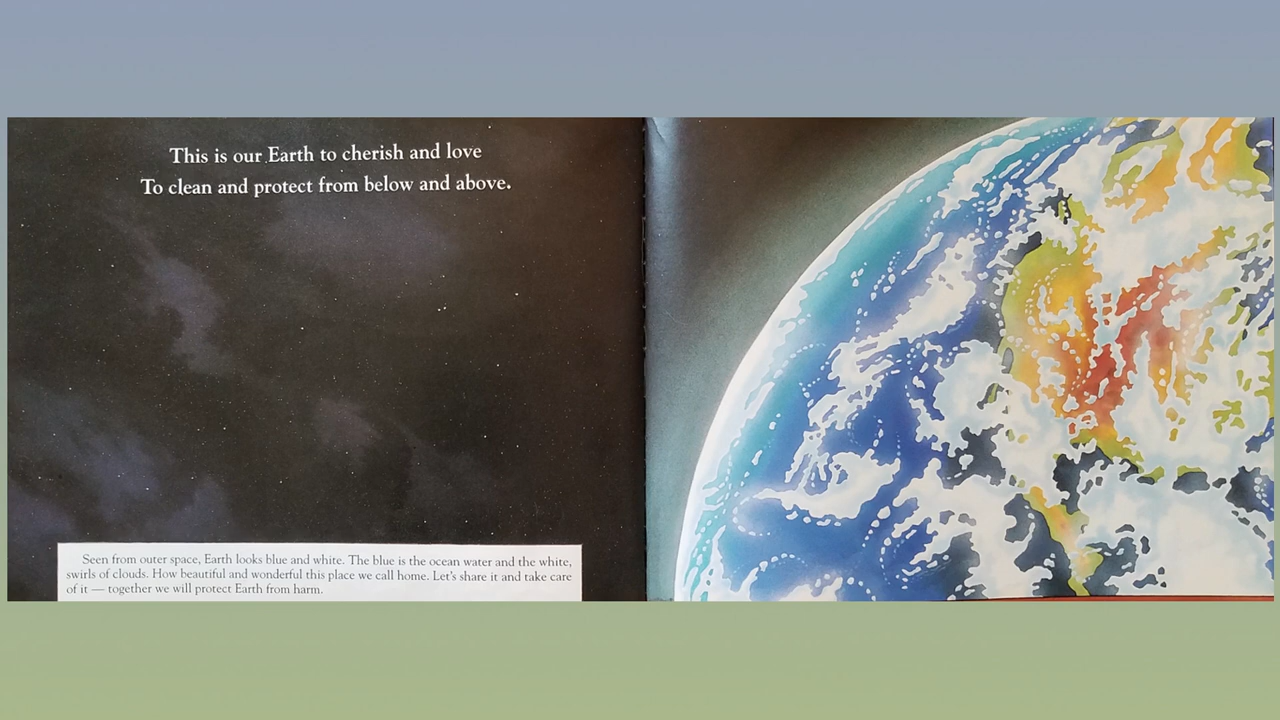 This is our Earth to cherish and love
To clean and protect from below and above.
Seen from outer space, Earth looks blue and white. The blue is the ocean water and the white,
swirls of clouds. How beautiful and wonderful this place we call home. Let's share it and take care
of it — together we will protect Earth from harm.